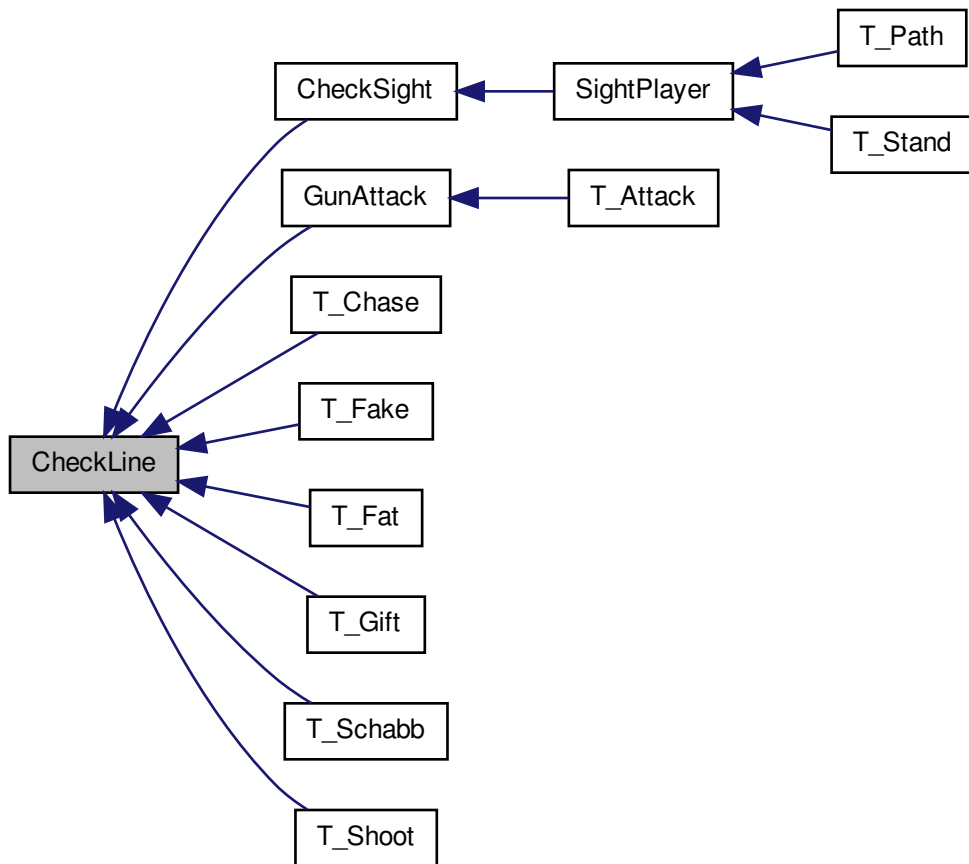 T_Path
CheckSight
SightPlayer
T_Stand
GunAttack
T_Attack
T_Chase
T_Fake
CheckLine
T_Fat
T_Gift
T_Schabb
T_Shoot